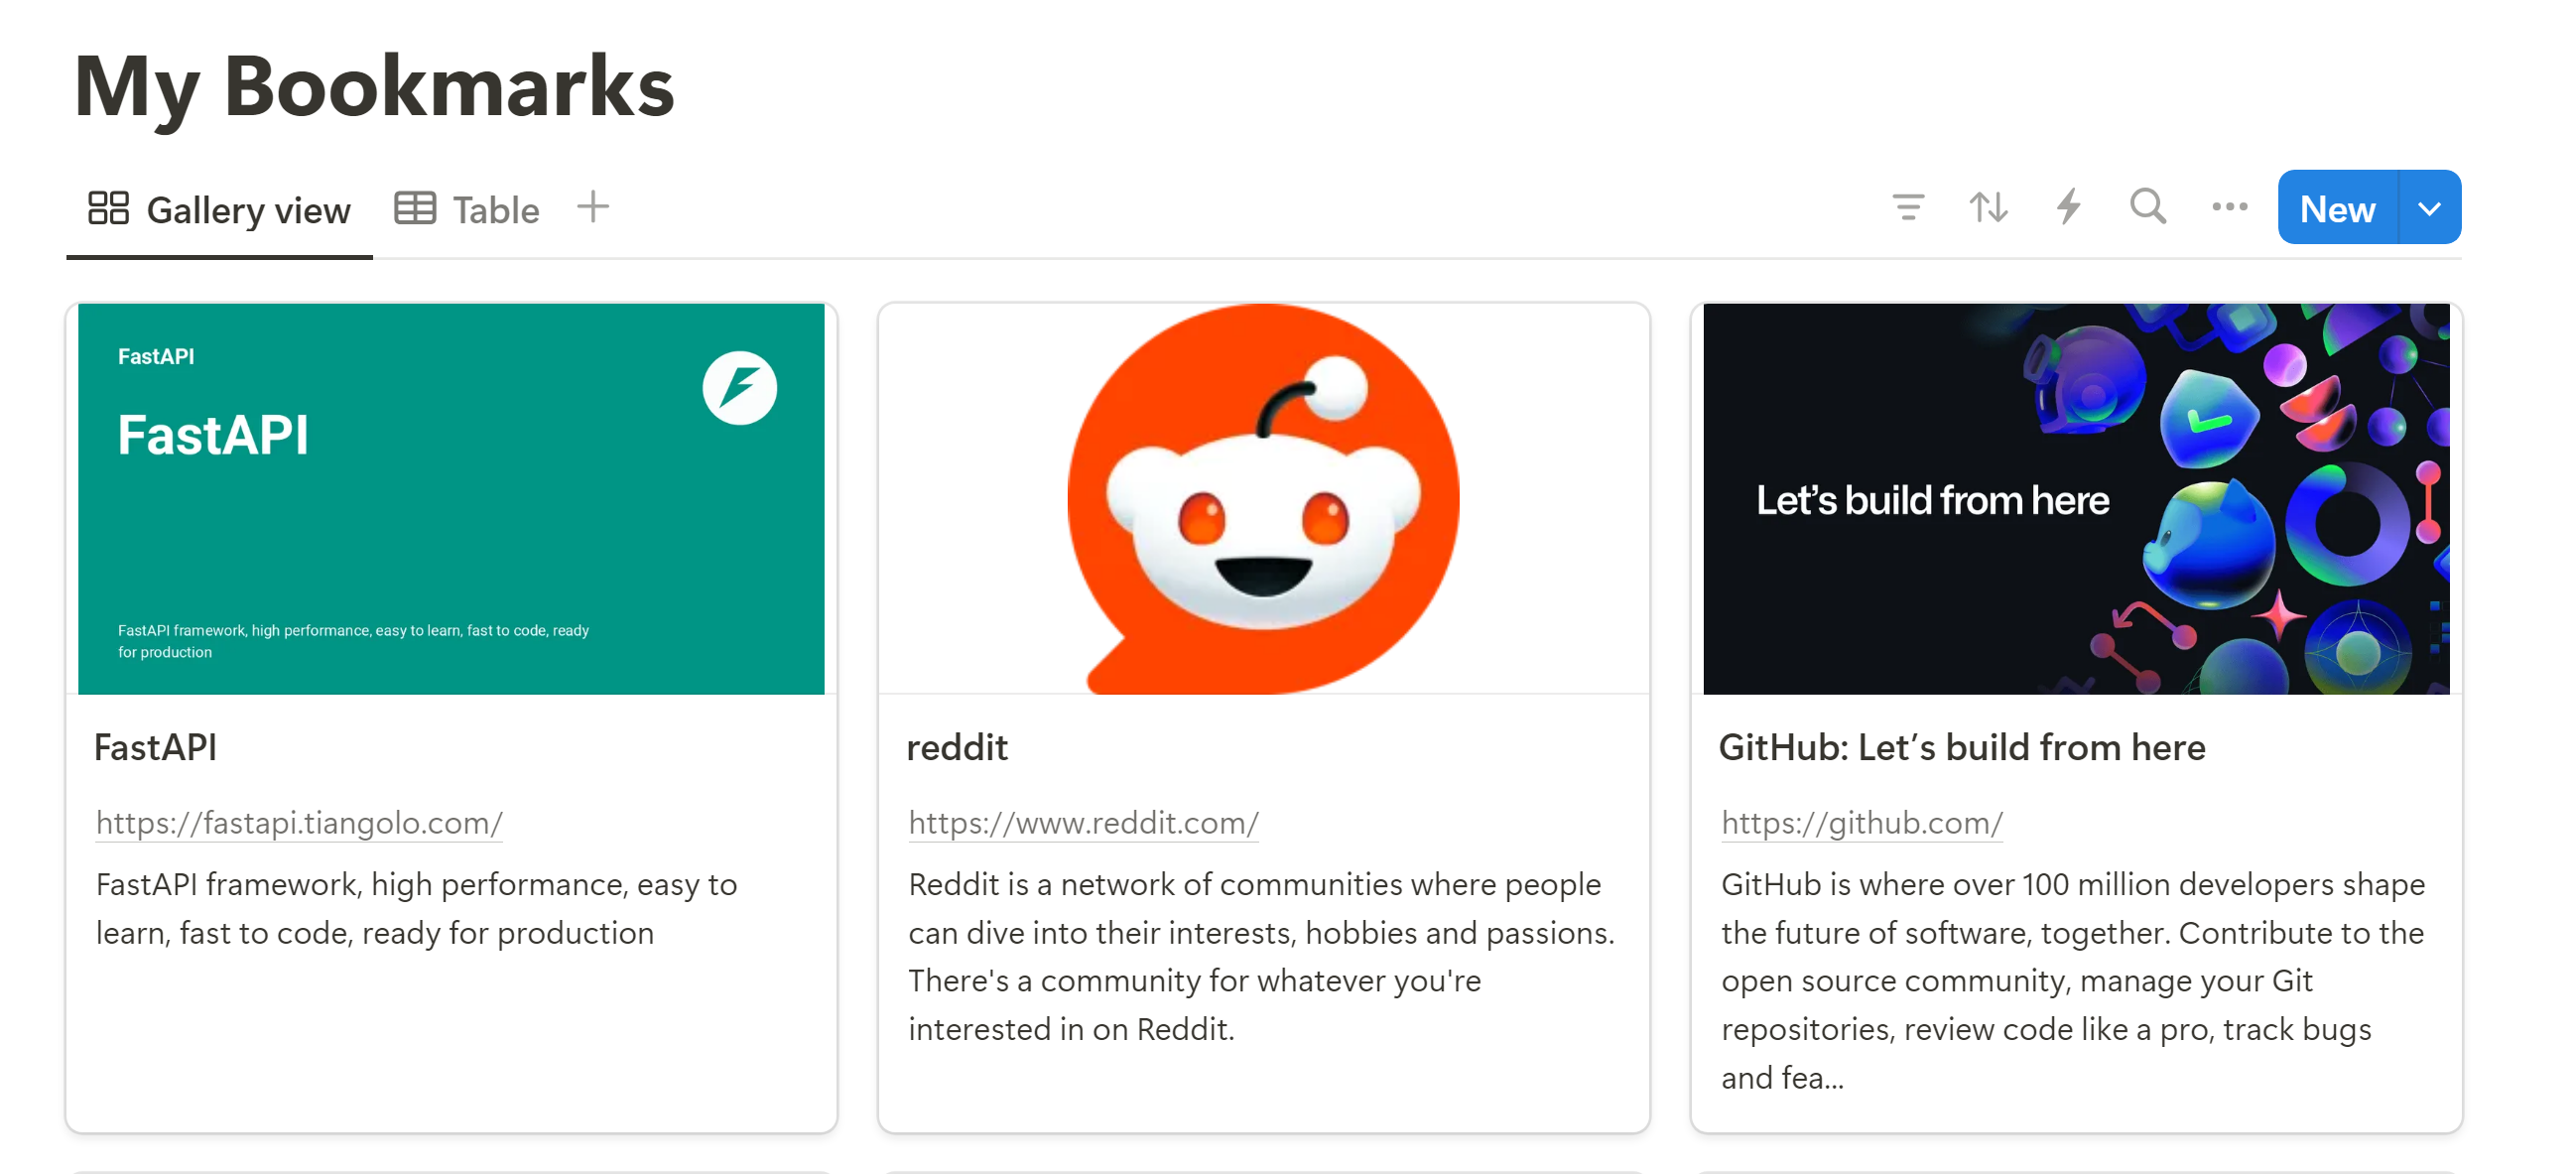 My Bookmarks
Gallery view
Table
New
FastAPI
FastAPI
FastAPI framework, high performance, easy to learn, fast to code, ready
for production
FastAPI
https://fastapi.tiangolo.com/
FastAPI framework, high performance, easy to
learn, fast to code, ready for production
reddit
https://www.reddit.com/
Reddit is a network of communities where people
can dive into their interests, hobbies and passions.
There's a community for whatever you're
interested in on Reddit.
Let’s build from here
GitHub: Let’s build from here
https://github.com/
GitHub is where over 100 million developers shape
the future of software, together. Contribute to the
open source community, manage your Git
repositories, review code like a pro, track bugs
and fea...